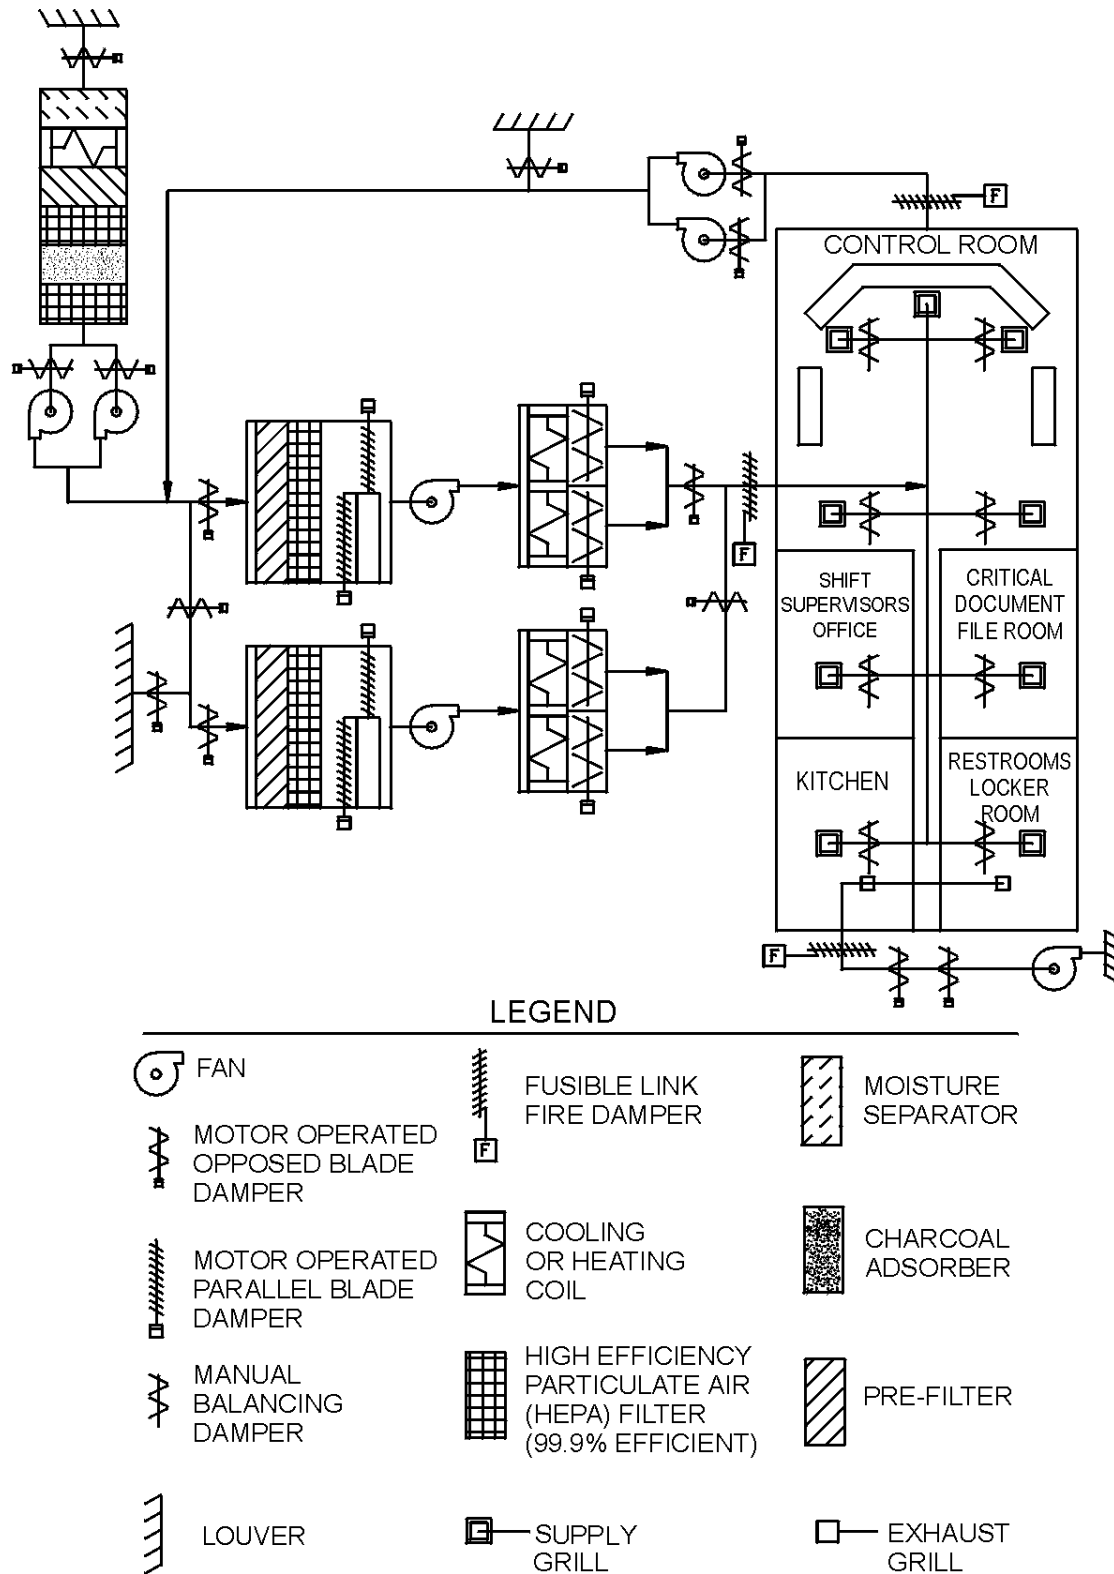 F
CONTROL ROOM
F
SHIFT
SUPERVISORS
OFFICE
CRITICAL
DOCUMENT
FILE ROOM
KITCHEN
RESTROOMS
LOCKER
ROOM
F
LEGEND
FAN
FUSIBLE LINK
FIRE DAMPER
F
MOISTURE
SEPARATOR
MOTOR OPERATED
OPPOSED BLADE
DAMPER
COOLING
OR HEATING
COIL
CHARCOAL
ADSORBER
MOTOR OPERATED
PARALLEL BLADE
DAMPER
HIGH EFFICIENCY
PARTICULATE AIR
(HEPA) FILTER
(99.9% EFFICIENT)
PRE-FILTER
MANUAL
BALANCING
DAMPER
LOUVER
SUPPLY
GRILL
EXHAUST
GRILL